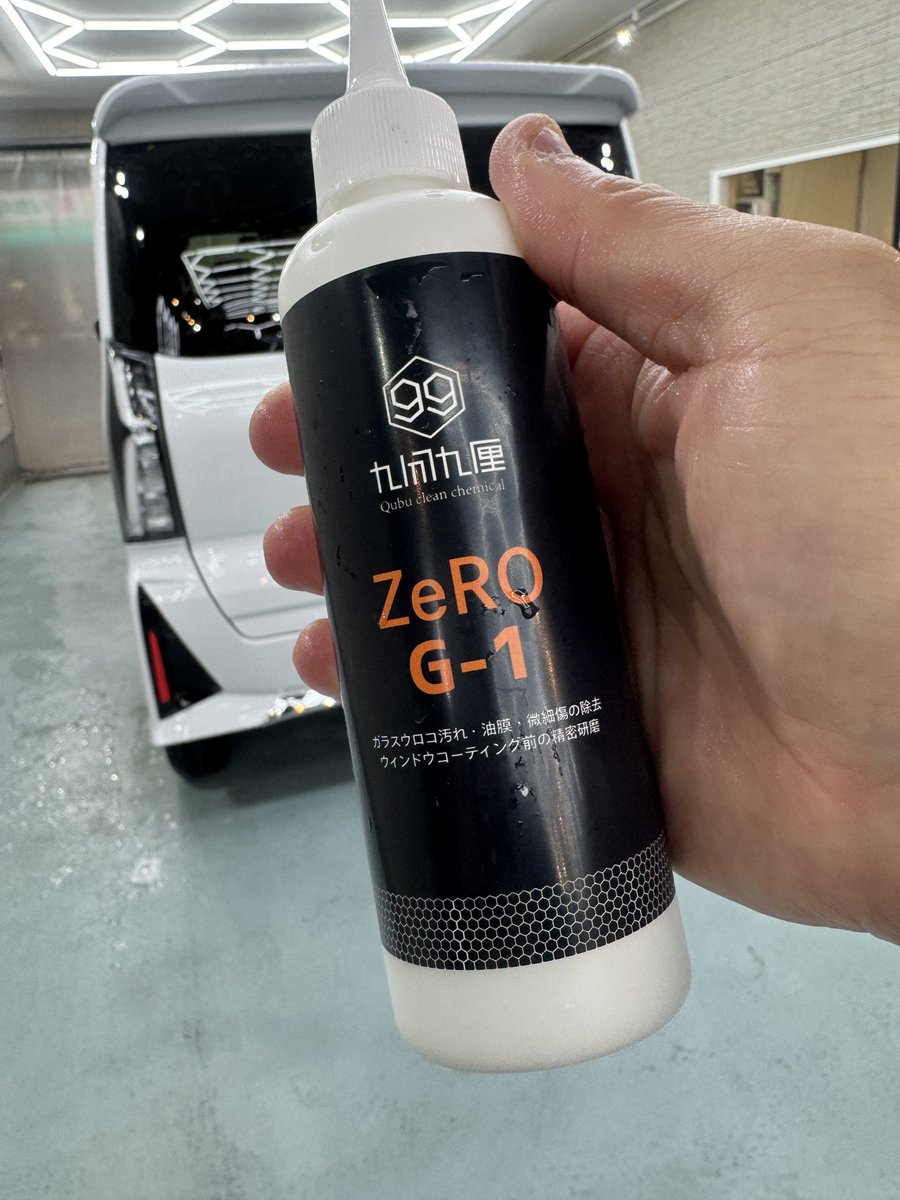 99
九分九厘
Qubu clean chemical
ZeRO
G-1
ガラスウロコ汚れ・油膜・微細傷の除去
ウィンドウコーティング前の精密研磨